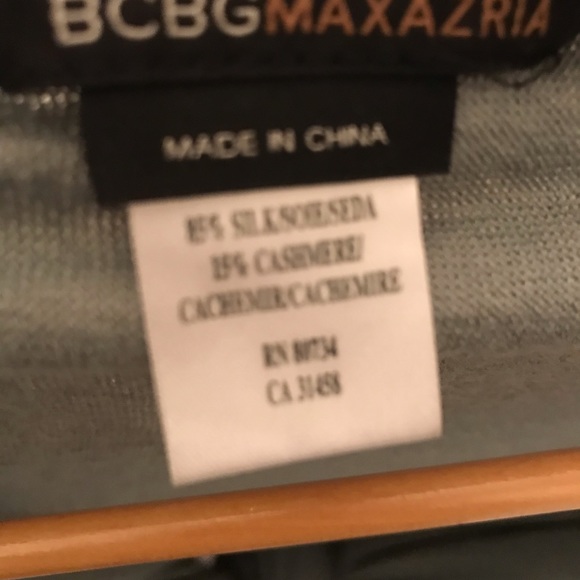 BCBGMAXAZRIA
MADE IN CHINA
85% SILK/SOIE/SEDA
15% CASHMERE/
CACHEMIR/CACHEMIRE
RN 80734
CA 31458